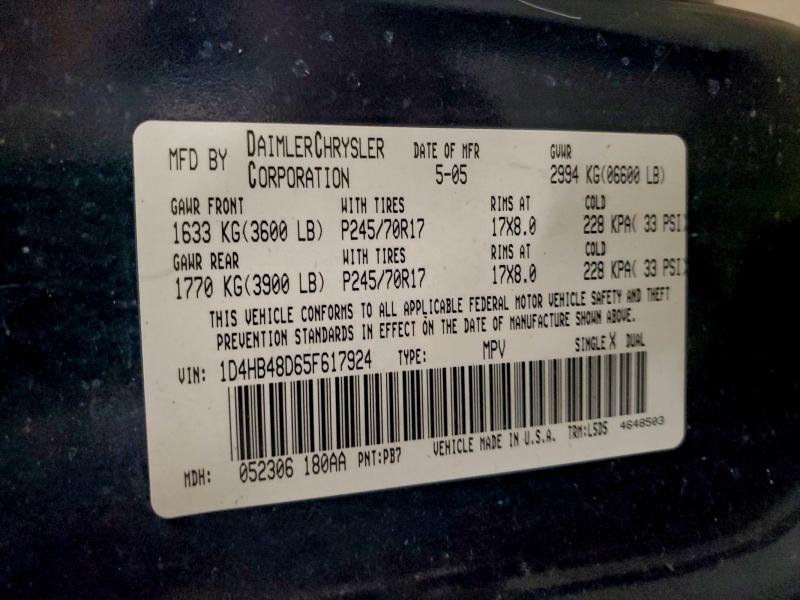 MFD BY DAIMLERCHRYSLER CORPORATION DATE OF MFR 5-05 GVWR 2994 KG(06600 LB)
GAWR FRONT WITH TIRES RIMS AT COLD
1633 KG(3600 LB) P245/70R17 17X8.0 228 KPA( 33 PSI)
GAWR REAR WITH TIRES RIMS AT COLD
1770 KG(3900 LB) P245/70R17 17X8.0 228 KPA( 33 PSI)
THIS VEHICLE CONFORMS TO ALL APPLICABLE FEDERAL MOTOR VEHICLE SAFETY AND THEFT
PREVENTION STANDARDS IN EFFECT ON THE DATE OF MANUFACTURE SHOWN ABOVE.
VIN: 1D4HB48D65F617924 TYPE: MPV SINGLE X DUAL
MDH: 052306 180AA PNT:PB7 VEHICLE MADE IN U.S.A. TRM:L5D5 4648503